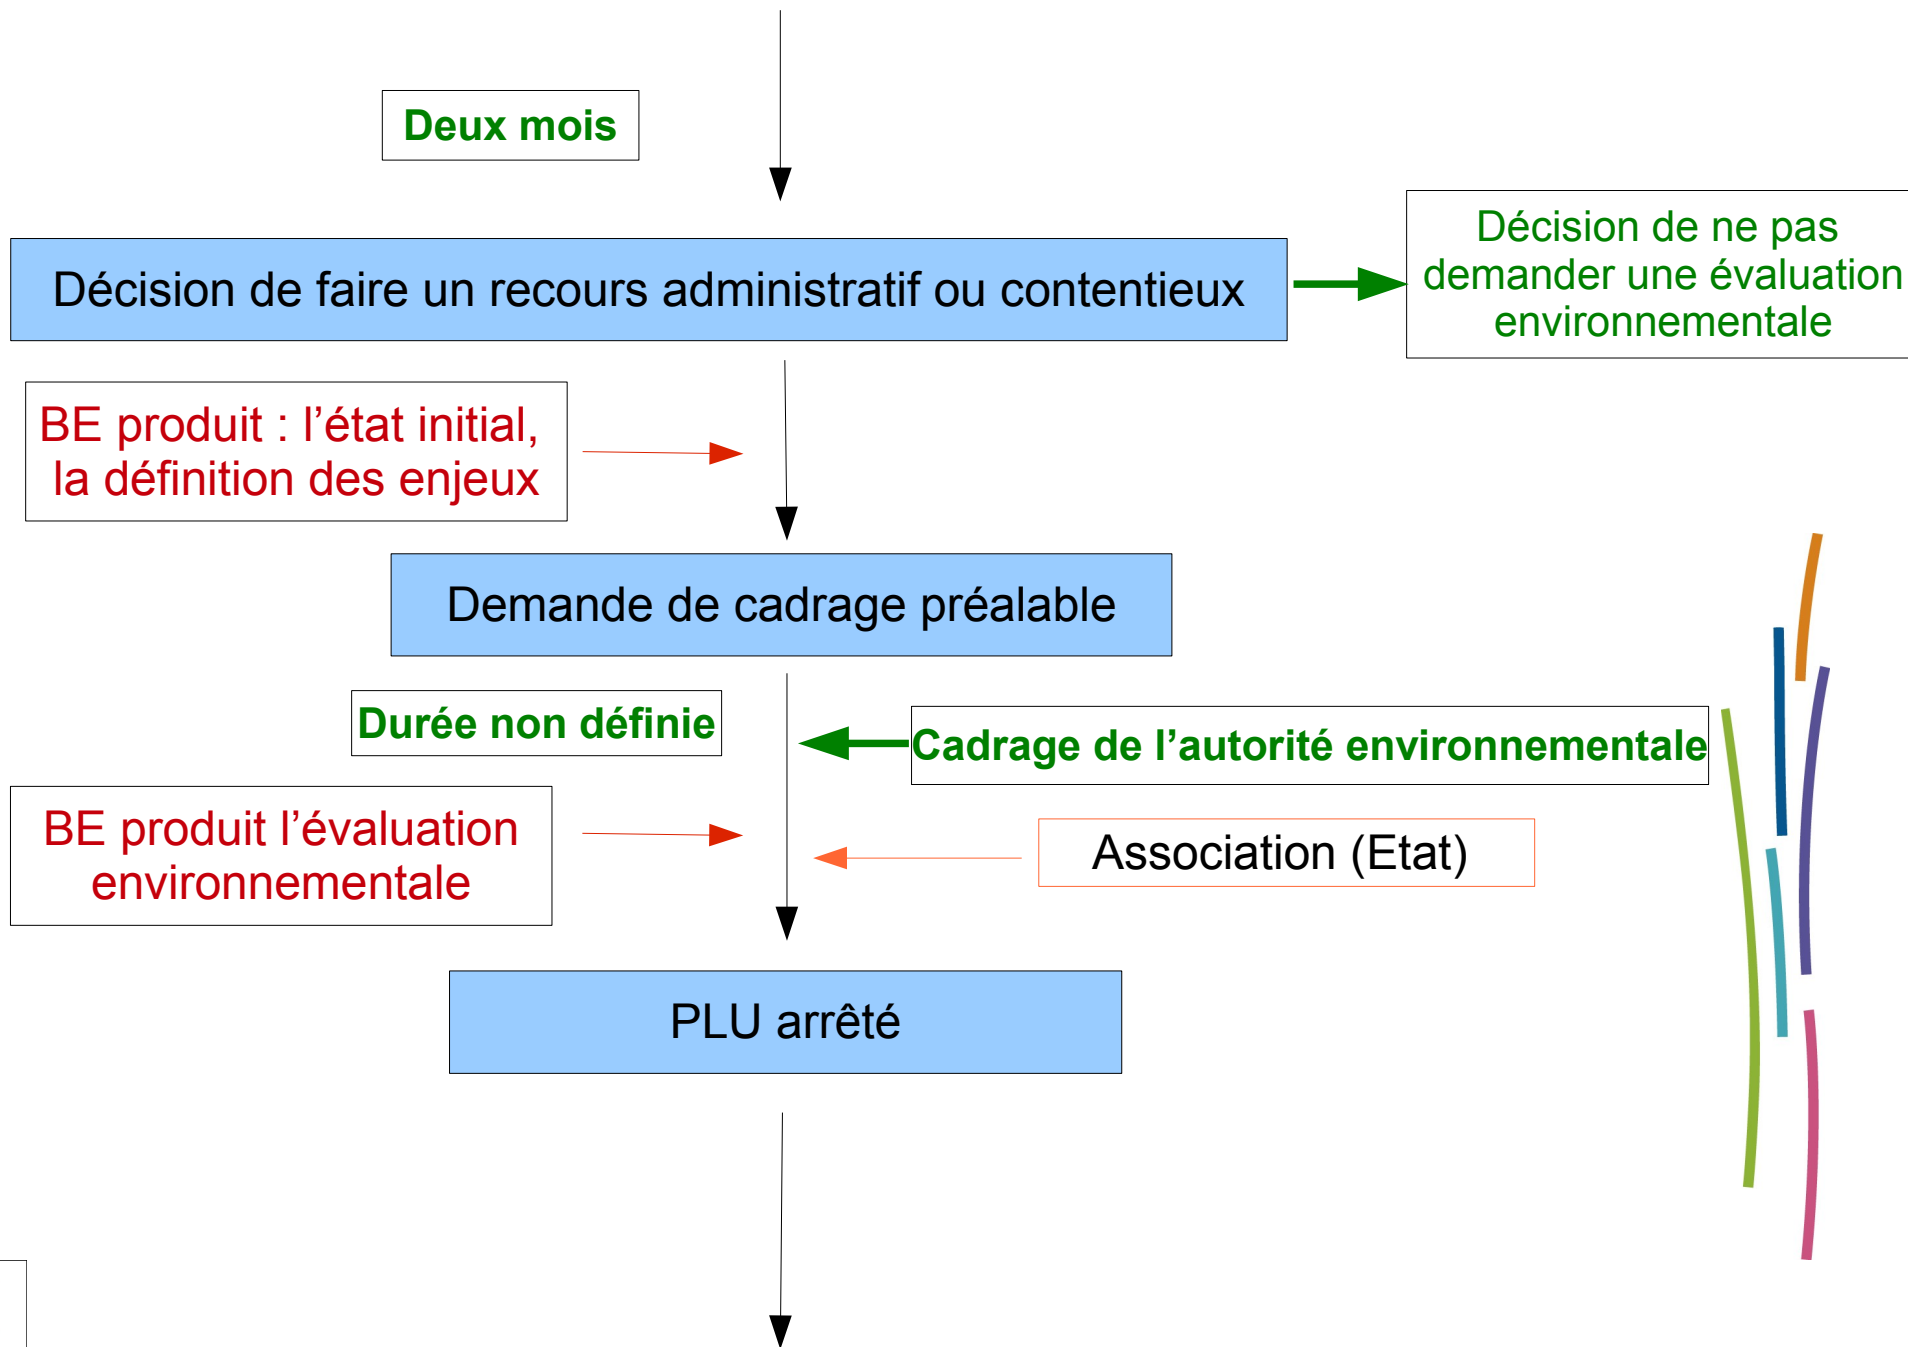 Deux mois
Décision de faire un recours administratif ou contentieux
Décision de ne pas
demander une évaluation
environnementale
BE produit : l’état initial,
la définition des enjeux
Demande de cadrage préalable
Durée non définie
Cadrage de l’autorité environnementale
BE produit l’évaluation
environnementale
Association (Etat)
PLU arrêté